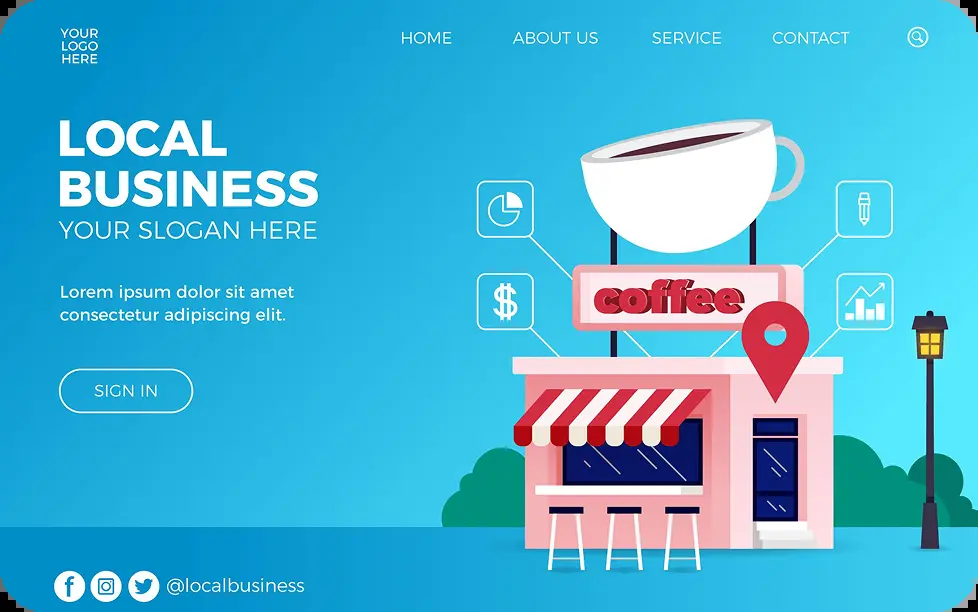 YOUR
LOGO
HERE
HOME ABOUT US SERVICE CONTACT
LOCAL
BUSINESS
YOUR SLOGAN HERE
Lorem ipsum dolor sit amet
consectetur adipiscing elit.
SIGN IN
$
coffee
@localbusiness